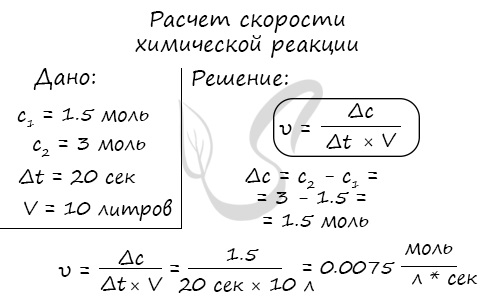 Расчет скорости
химической реакции
Дано:
c₁ = 1.5 моль
c₂ = 3 моль
Δt = 20 сек
V = 10 литров
Решение:
υ = Δc / (Δt × V)
Δc = c₂ - c₁ =
= 3 - 1.5 =
= 1.5 моль
υ = Δc / (Δt × V) = 1.5 / (20 сек × 10 л) = 0.0075 моль / (л * сек)